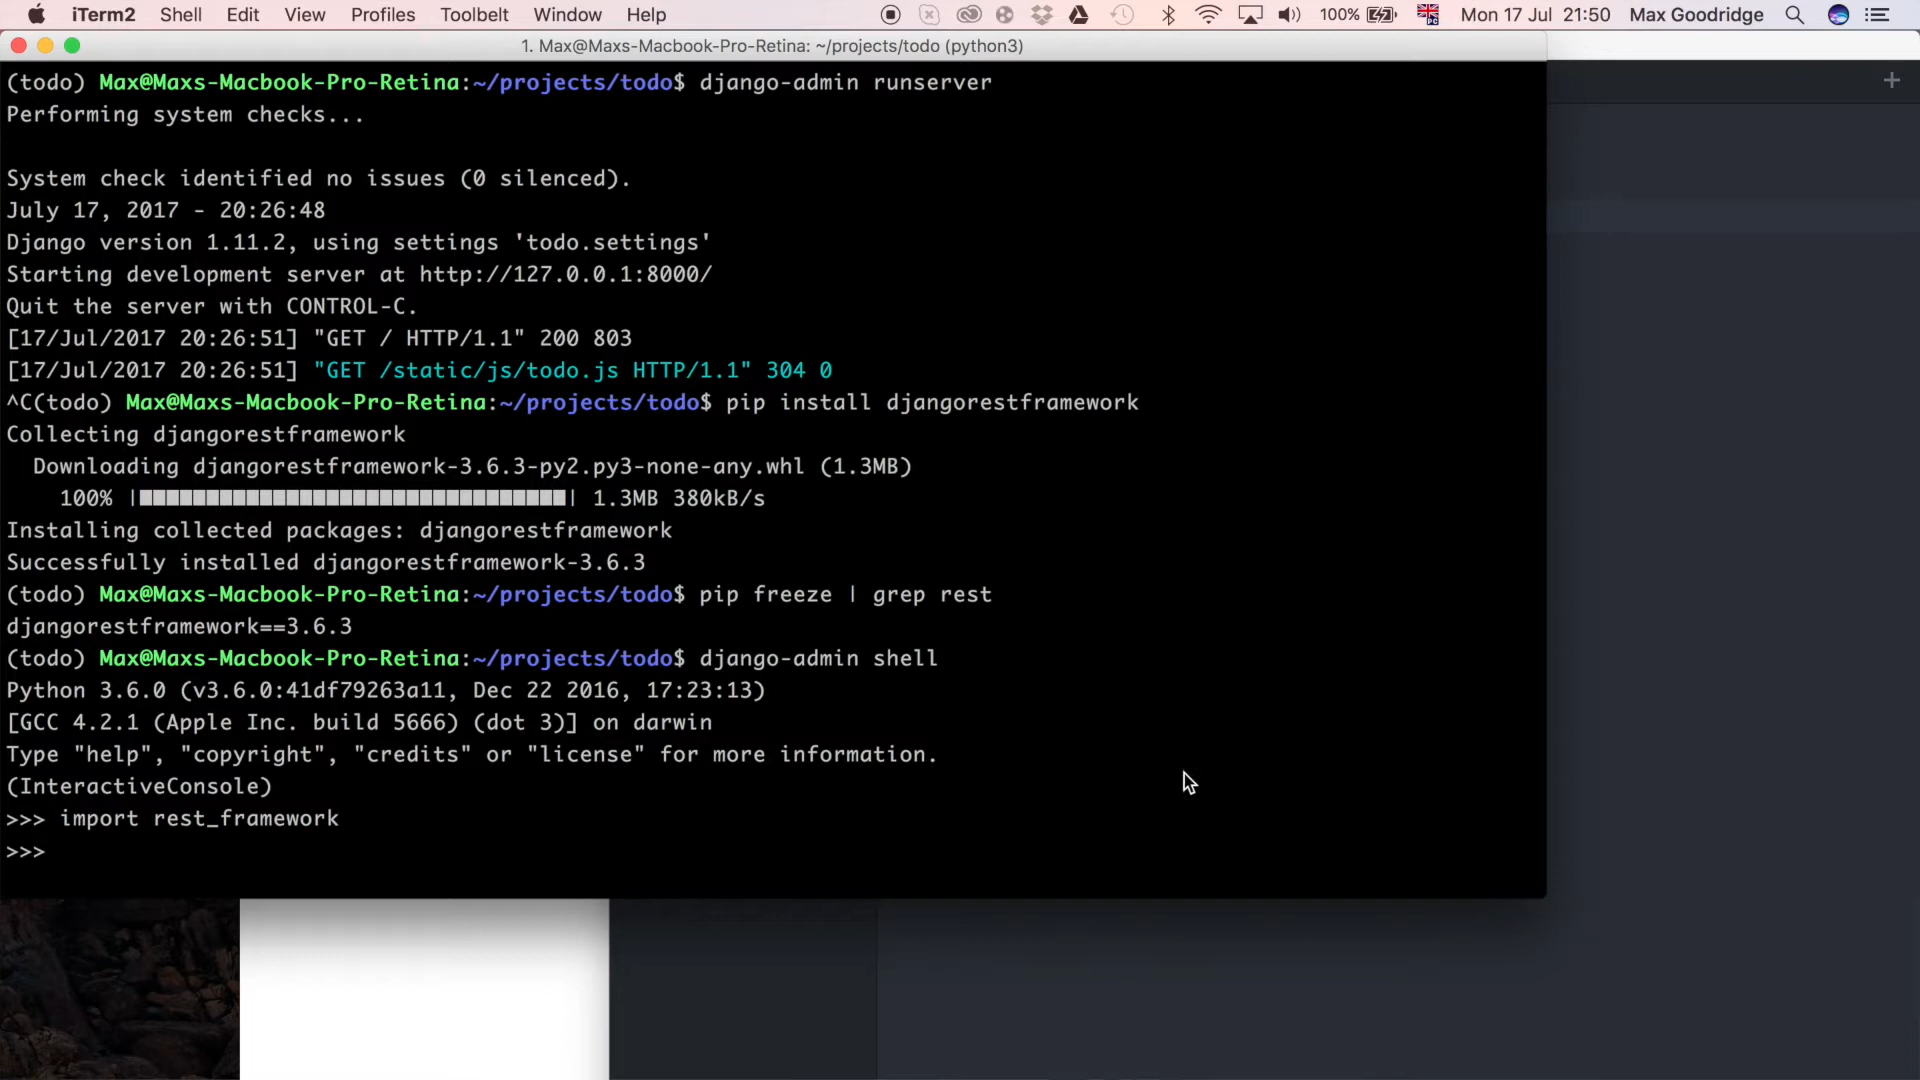 iTerm2 Shell Edit View Profiles Toolbelt Window Help 100% Mon 17 Jul 21:50 Max Goodridge
1. Max@Maxs-Macbook-Pro-Retina: ~/projects/todo (python3)
(todo) Max@Maxs-Macbook-Pro-Retina:~/projects/todo$ django-admin runserver
Performing system checks...
System check identified no issues (0 silenced).
July 17, 2017 - 20:26:48
Django version 1.11.2, using settings 'todo.settings'
Starting development server at http://127.0.0.1:8000/
Quit the server with CONTROL-C.
[17/Jul/2017 20:26:51] "GET / HTTP/1.1" 200 803
[17/Jul/2017 20:26:51] "GET /static/js/todo.js HTTP/1.1" 304 0
^C(todo) Max@Maxs-Macbook-Pro-Retina:~/projects/todo$ pip install djangorestframework
Collecting djangorestframework
  Downloading djangorestframework-3.6.3-py2.py3-none-any.whl (1.3MB)
    100% |████████████████████████████████| 1.3MB 380kB/s
Installing collected packages: djangorestframework
Successfully installed djangorestframework-3.6.3
(todo) Max@Maxs-Macbook-Pro-Retina:~/projects/todo$ pip freeze | grep rest
djangorestframework==3.6.3
(todo) Max@Maxs-Macbook-Pro-Retina:~/projects/todo$ django-admin shell
Python 3.6.0 (v3.6.0:41df79263a11, Dec 22 2016, 17:23:13)
[GCC 4.2.1 (Apple Inc. build 5666) (dot 3)] on darwin
Type "help", "copyright", "credits" or "license" for more information.
(InteractiveConsole)
>>> import rest_framework
>>>